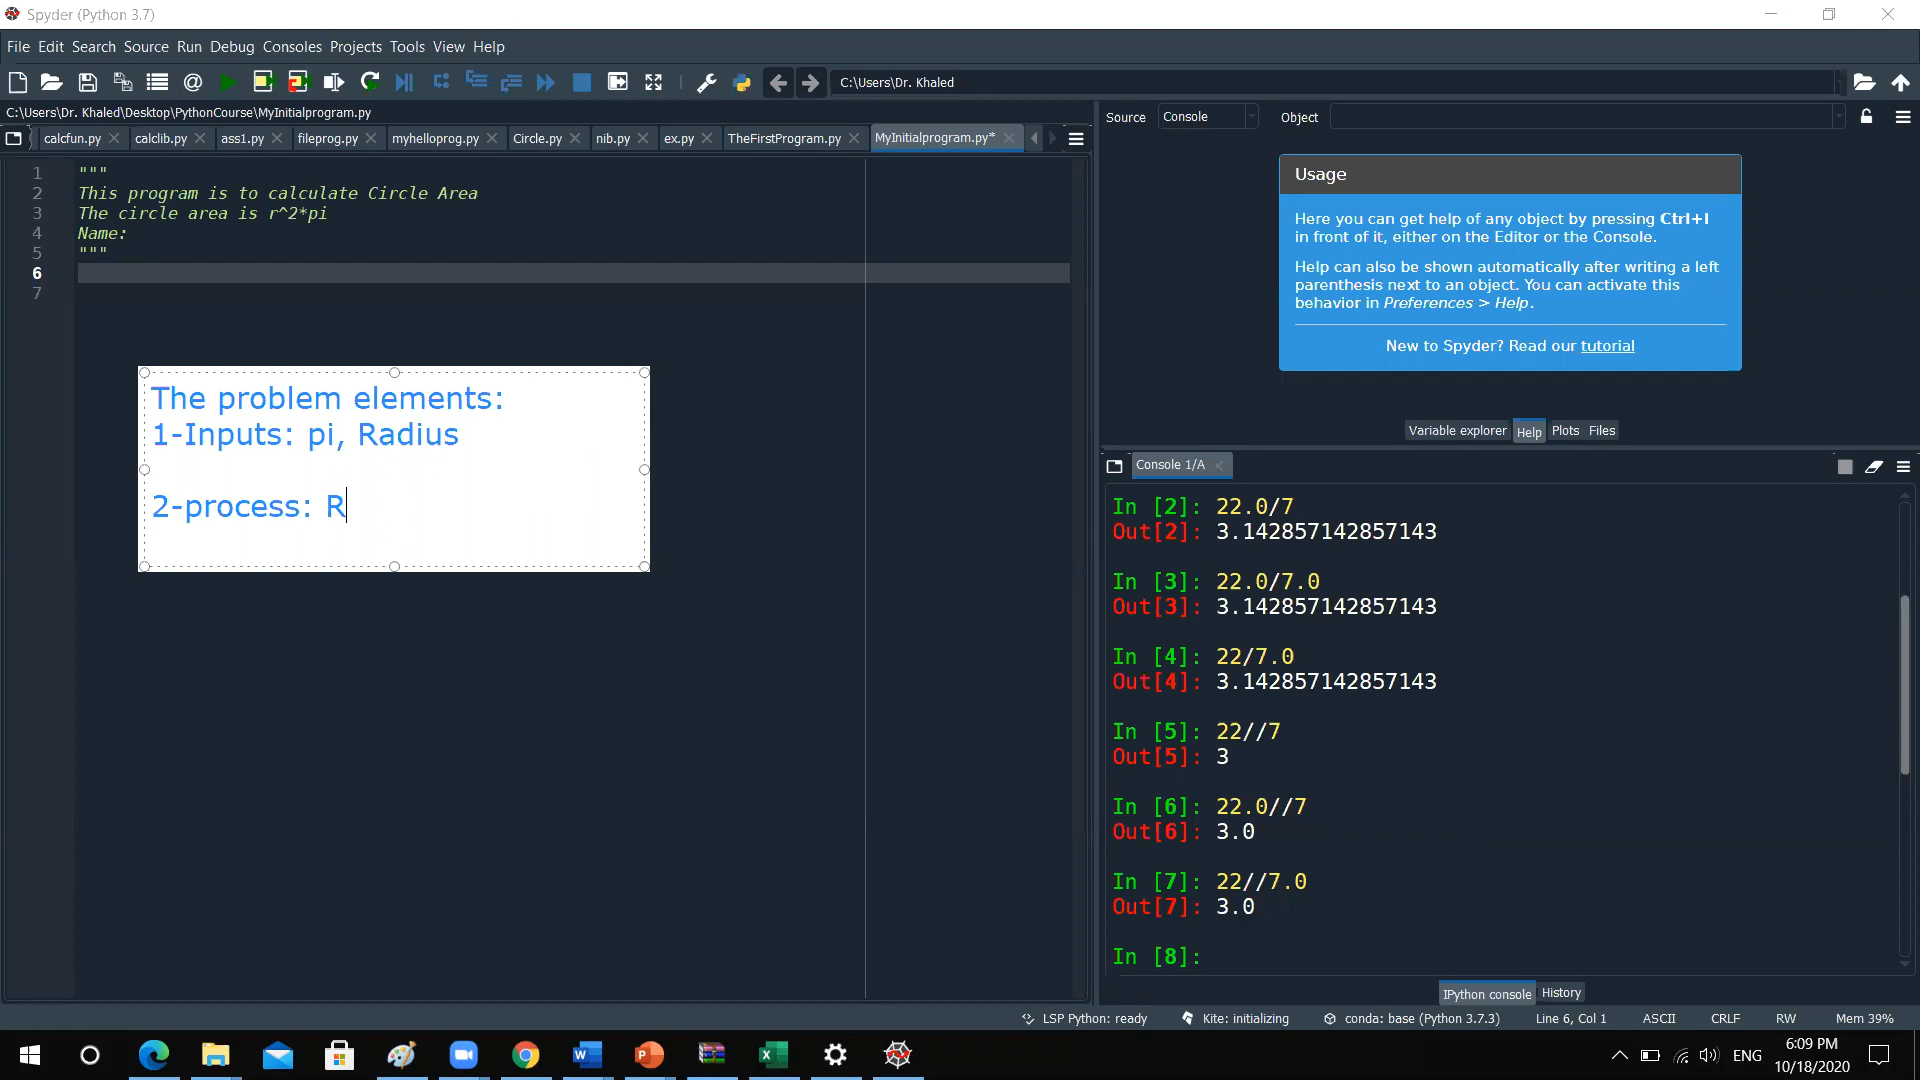 Spyder (Python 3.7)
File Edit Search Source Run Debug Consoles Projects Tools View Help
C:\Users\Dr. Khaled
C:\Users\Dr. Khaled\Desktop\PythonCourse\MyInitialprogram.py
calcfun.py calclib.py ass1.py fileprog.py myhelloprog.py Circle.py nib.py ex.py TheFirstProgram.py MyInitialprogram.py*
1 """
2 This program is to calculate Circle Area
3 The circle area is r^2*pi
4 Name:
5 """
6
7
The problem elements:
1-Inputs: pi, Radius
2-process: R
Source Console Object
Usage
Here you can get help of any object by pressing Ctrl+I
in front of it, either on the Editor or the Console.
Help can also be shown automatically after writing a left
parenthesis next to an object. You can activate this
behavior in Preferences > Help.
New to Spyder? Read our tutorial
Variable explorer Help Plots Files
Console 1/A
In [2]: 22.0/7
Out[2]: 3.142857142857143
In [3]: 22.0/7.0
Out[3]: 3.142857142857143
In [4]: 22/7.0
Out[4]: 3.142857142857143
In [5]: 22//7
Out[5]: 3
In [6]: 22.0//7
Out[6]: 3.0
In [7]: 22//7.0
Out[7]: 3.0
In [8]:
IPython console History
LSP Python: ready Kite: initializing conda: base (Python 3.7.3) Line 6, Col 1 ASCII CRLF RW Mem 39%
ENG
6:09 PM
10/18/2020